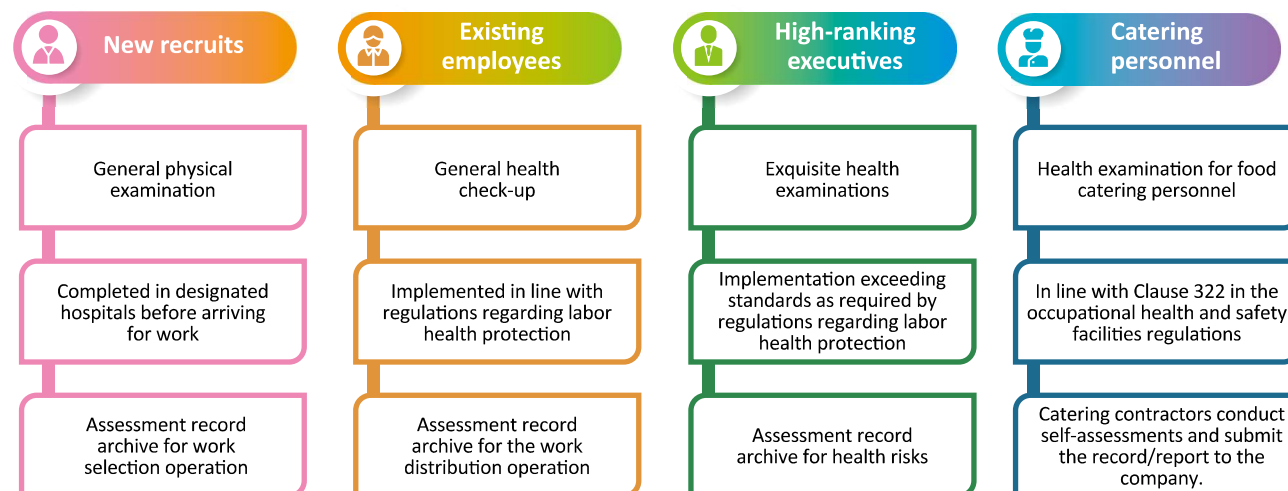 New recruits
General physical
examination
Completed in designated
hospitals before arriving
for work
Assessment record
archive for work
selection operation
Existing
employees
General health
check-up
Implemented in line with
regulations regarding labor
health protection
Assessment record
archive for the work
distribution operation
High-ranking
executives
Exquisite health
examinations
Implementation exceeding
standards as required by
regulations regarding labor
health protection
Assessment record
archive for health risks
Catering
personnel
Health examination for food
catering personnel
In line with Clause 322 in the
occupational health and safety
facilities regulations
Catering contractors conduct
self-assessments and submit
the record/report to the
company.